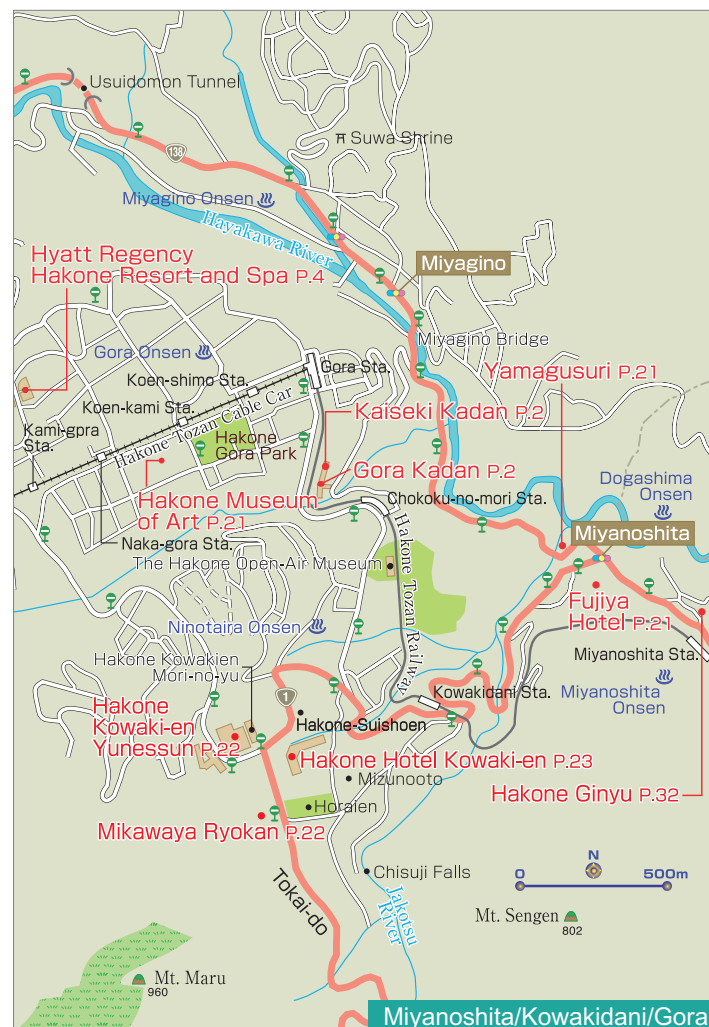 Usuidomon Tunnel
138
Suwa Shrine
Miyagino Onsen
Hayakawa River
Hyatt Regency
Hakone Resort and Spa P.4
Miyagino
Miyagino Bridge
Gora Onsen
Gora Sta.
Yamagusuri P.21
Koen-shimo Sta.
Koen-kami Sta.
Kami-gpra
Sta.
Hakone Tozan Cable Car
Kaiseki Kadan P.2
Hakone
Gora Park
Gora Kadan P.2
Dogashima
Onsen
Hakone Museum
of Art P.21
Chokoku-no-mori Sta.
Miyanoshita
Naka-gora Sta.
The Hakone Open-Air Museum
Hakone Tozan Railway
Fujiya
Hotel P.21
Ninotaira Onsen
Miyanoshita Sta.
Hakone Kowakien
Mori-no-yu
Kowakidani Sta.
Miyanoshita
Onsen
1
Hakone
Kowaki-en
Yunessun P.22
Hakone-Suishoen
Hakone Hotel Kowaki-en P.23
Mizunooto
Hakone Ginyu P.32
Horaien
Mikawaya Ryokan P.22
Chisuji Falls
N
0
500m
Tokai-do
Jakotsu
River
Mt. Sengen
802
Mt. Maru
960
Miyanoshita/Kowakidani/Gora